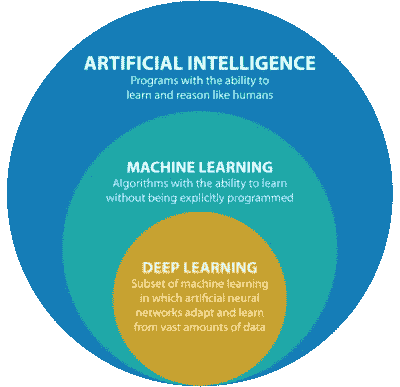 ARTIFICIAL INTELLIGENCE
Programs with the ability to
learn and reason like humans
MACHINE LEARNING
Algorithms with the ability to learn
without being explicitly programmed
DEEP LEARNING
Subset of machine learning
in which artificial neural
networks adapt and learn
from vast amounts of data